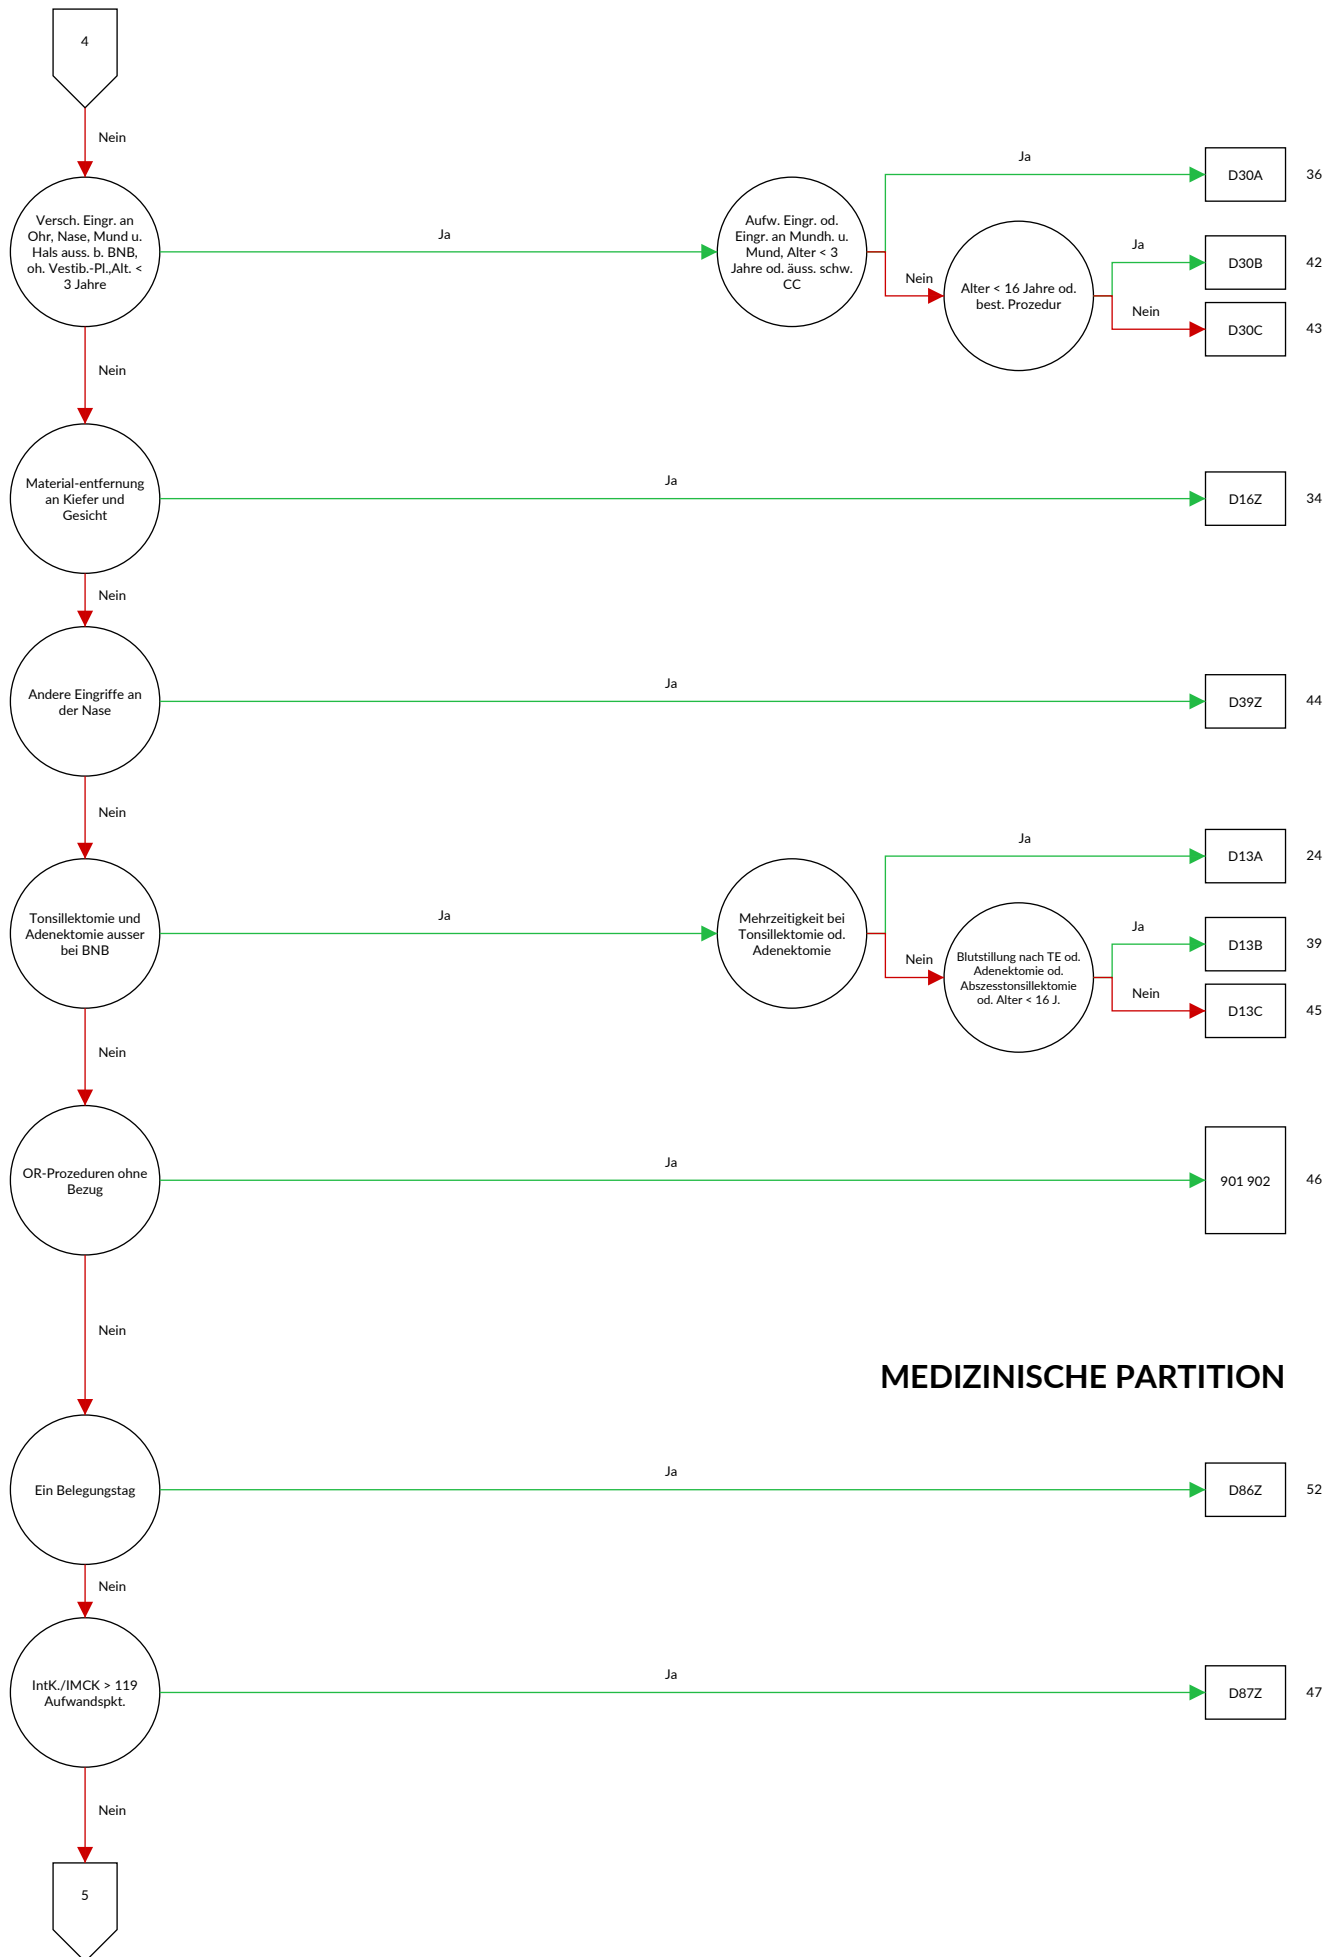 4
Nein
Versch. Eingr. an
Ohr, Nase, Mund u.
Hals auss. b. BNB,
oh. Vestib.-Pl.,Alt. <
3 Jahre
Ja
Aufw. Eingr. od.
Eingr. an Mundh. u.
Mund, Alter < 3
Jahre od. äuss. schw.
CC
Ja
D30A
36
Nein
Alter < 16 Jahre od.
best. Prozedur
Ja
D30B
42
Nein
D30C
43
Nein
Material-entfernung
an Kiefer und
Gesicht
Ja
D16Z
34
Nein
Andere Eingriffe an
der Nase
Ja
D39Z
44
Nein
Tonsillektomie und
Adenektomie ausser
bei BNB
Ja
Mehrzeitigkeit bei
Tonsillektomie od.
Adenektomie
Ja
D13A
24
Nein
Blutstillung nach TE od.
Adenektomie od.
Abszesstonsillektomie
od. Alter < 16 J.
Ja
D13B
39
Nein
D13C
45
Nein
OR-Prozeduren ohne
Bezug
Ja
901 902
46
Nein
MEDIZINISCHE PARTITION
Ein Belegungstag
Ja
D86Z
52
Nein
IntK./IMCK > 119
Aufwandspkt.
Ja
D87Z
47
Nein
5